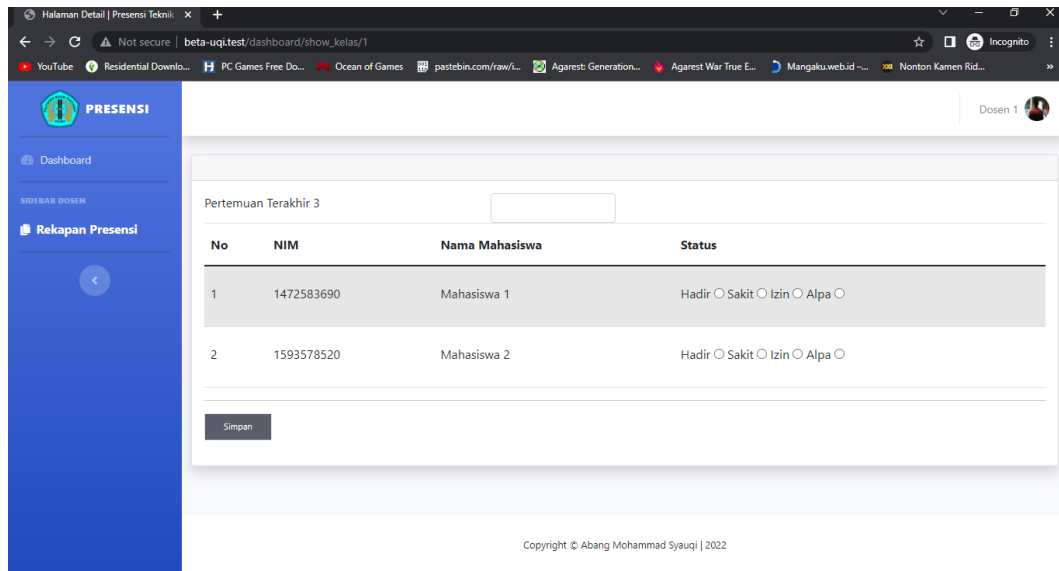 Halaman Detail | Presensi Teknik
Not secure | beta-uqi.test/dashboard/show_kelas/1
Incognito
YouTube Residential Downlo... PC Games Free Do... Ocean of Games pastebin.com/raw/i... Agarest: Generation... Agarest War True E... Mangaku.web.id –... Nonton Kamen Rid... »
PRESENSI
Dosen 1
Dashboard
SIDEBAR DOSEN
Rekapan Presensi
Pertemuan Terakhir 3
No NIM Nama Mahasiswa Status
1 1472583690 Mahasiswa 1 Hadir Sakit Izin Alpa
2 1593578520 Mahasiswa 2 Hadir Sakit Izin Alpa
Simpan
Copyright © Abang Mohammad Syauqi | 2022